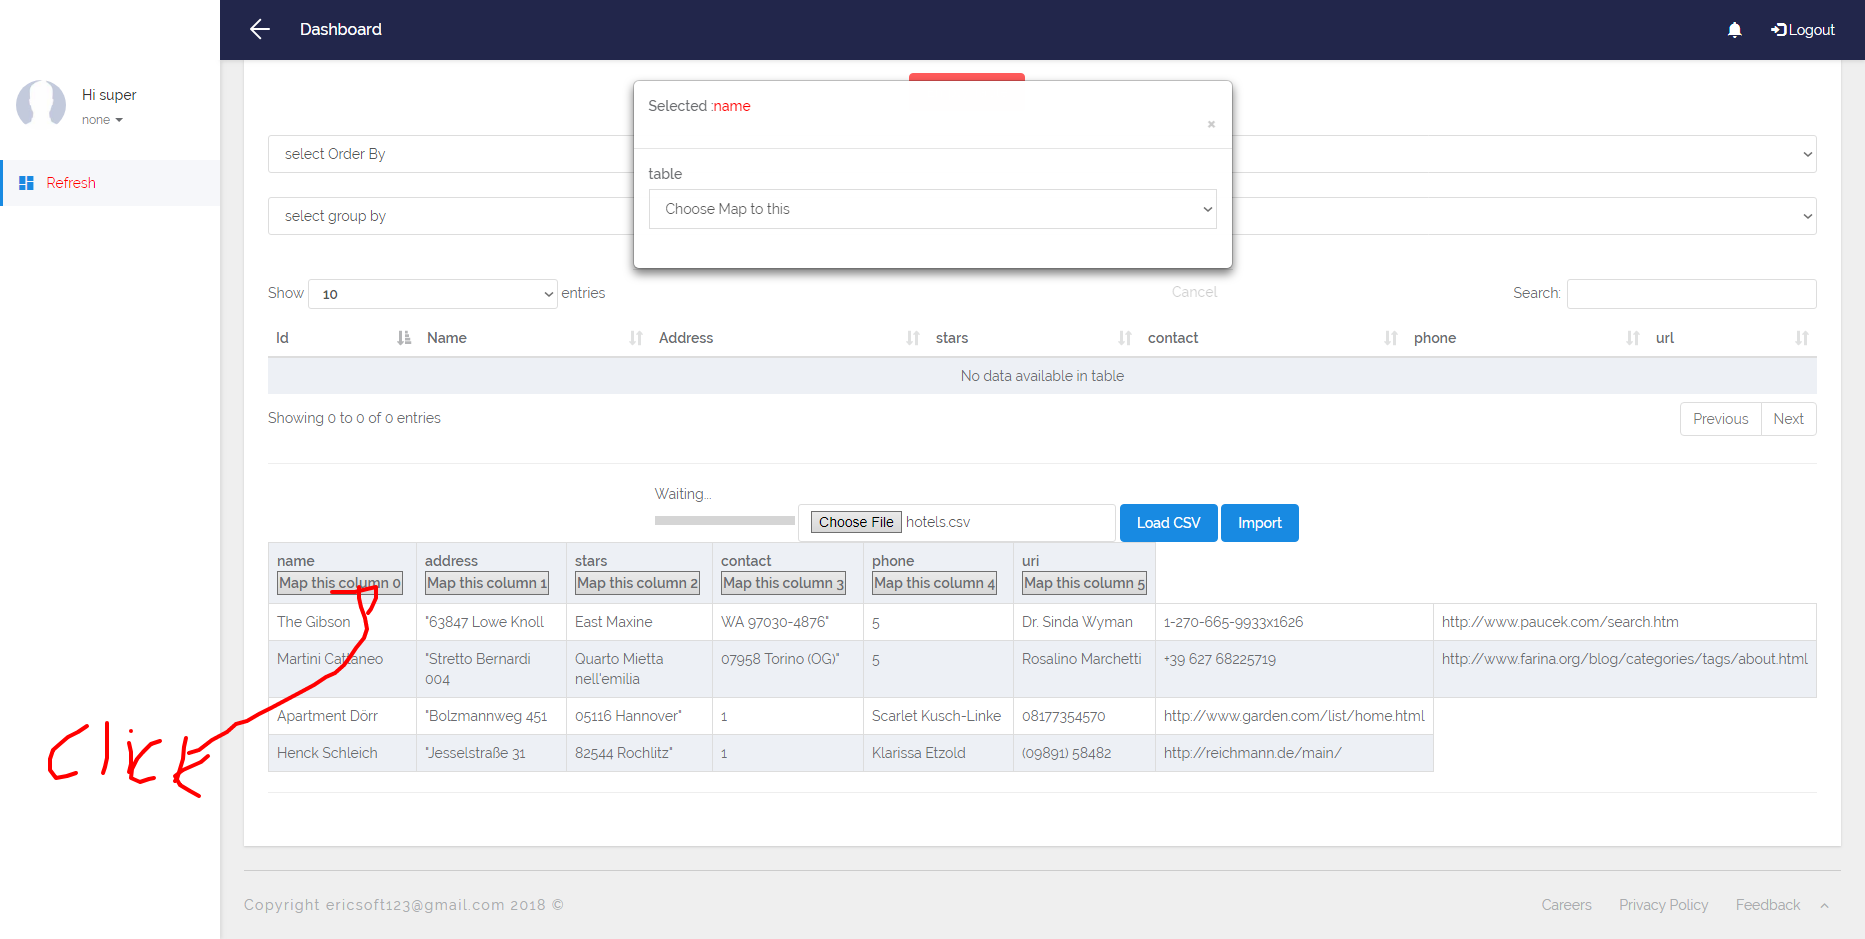 Dashboard
Logout
Hi super
none
Refresh
Selected :name
×
table
Choose Map to this
select Order By
select group by
Show 10 entries
Cancel
Search:
Id Name Address stars contact phone url
No data available in table
Showing 0 to 0 of 0 entries
Previous Next
Waiting...
Choose File hotels.csv Load CSV Import
name address stars contact phone uri
Map this column 0 Map this column 1 Map this column 2 Map this column 3 Map this column 4 Map this column 5
The Gibson "63847 Lowe Knoll East Maxine WA 97030-4876" 5 Dr. Sinda Wyman 1-270-665-9933x1626 http://www.paucek.com/search.htm
Martini Cattaneo "Stretto Bernardi Quarto Mietta 07958 Torino (OG)" 5 Rosalino Marchetti +39 627 68225719 http://www.farina.org/blog/categories/tags/about.html
004 nell'emilia
Apartment Dörr "Bolzmannweg 451 05116 Hannover" 1 Scarlet Kusch-Linke 08177354570 http://www.garden.com/list/home.html
Henck Schleich "Jesselstraße 31 82544 Rochlitz" 1 Klarissa Etzold (09891) 58482 http://reichmann.de/main/
Click
Copyright ericsoft123@gmail.com 2018 ©
Careers Privacy Policy Feedback